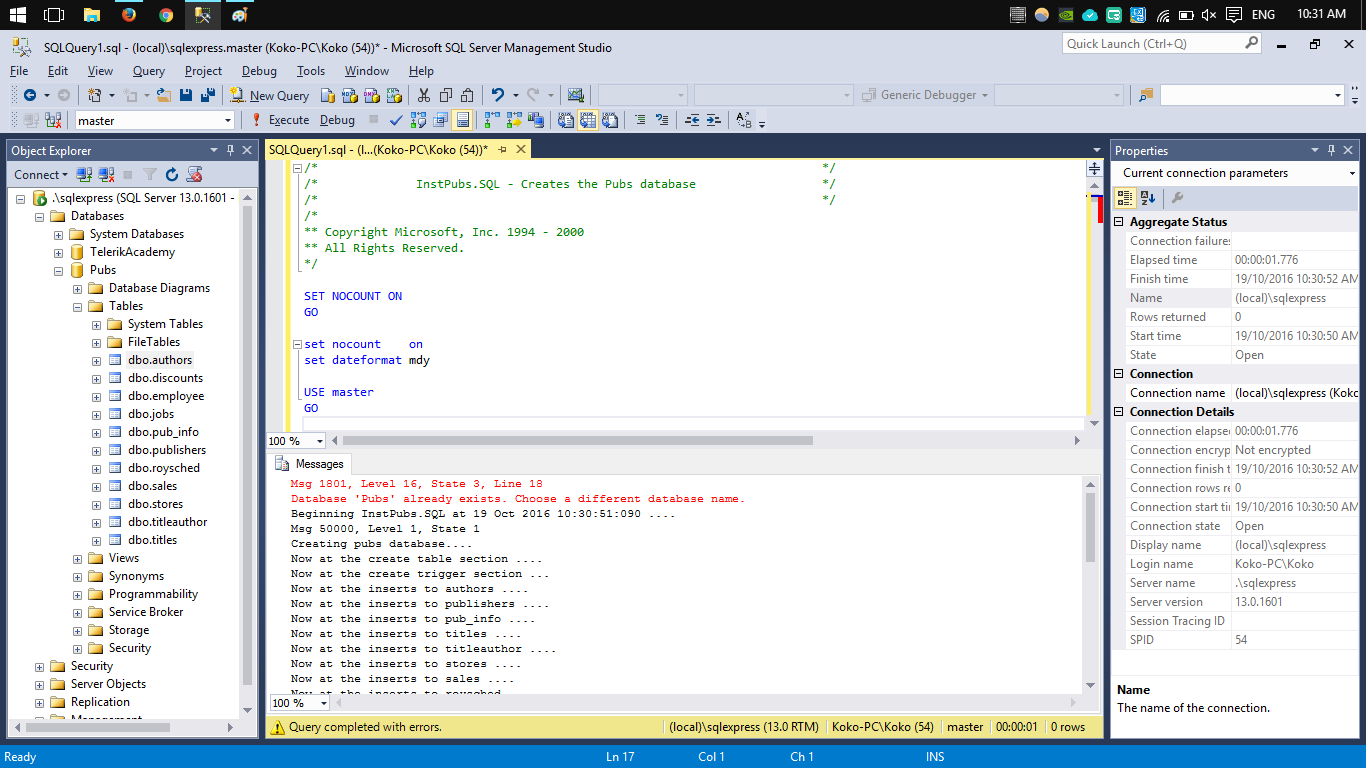 ENG 10:31 AM
SQLQuery1.sql - (local)\sqlexpress.master (Koko-PC\Koko (54))* - Microsoft SQL Server Management Studio
Quick Launch (Ctrl+Q)
File Edit View Query Project Debug Tools Window Help
New Query MDX DMX XMLA Generic Debugger
master Execute Debug
Object Explorer
Connect
.\sqlexpress (SQL Server 13.0.1601 -
Databases
System Databases
TelerikAcademy
Pubs
Database Diagrams
Tables
System Tables
FileTables
dbo.authors
dbo.discounts
dbo.employee
dbo.jobs
dbo.pub_info
dbo.publishers
dbo.roysched
dbo.sales
dbo.stores
dbo.titleauthor
dbo.titles
Views
Synonyms
Programmability
Service Broker
Storage
Security
Security
Server Objects
Replication
Management
SQLQuery1.sql - (l...(Koko-PC\Koko (54))*
/* */
/* InstPubs.SQL - Creates the Pubs database */
/* */
/*
** Copyright Microsoft, Inc. 1994 - 2000
** All Rights Reserved.
*/
SET NOCOUNT ON
GO
set nocount on
set dateformat mdy
USE master
GO
100 %
Messages
Msg 1801, Level 16, State 3, Line 18
Database 'Pubs' already exists. Choose a different database name.
Beginning InstPubs.SQL at 19 Oct 2016 10:30:51:090 ....
Msg 50000, Level 1, State 1
Creating pubs database....
Now at the create table section ....
Now at the create trigger section ...
Now at the inserts to authors ....
Now at the inserts to publishers ....
Now at the inserts to pub_info ....
Now at the inserts to titles ....
Now at the inserts to titleauthor ....
Now at the inserts to stores ....
Now at the inserts to sales ....
Now at the inserts to roysched
100 %
Query completed with errors. (local)\sqlexpress (13.0 RTM) Koko-PC\Koko (54) master 00:00:01 0 rows
Properties
Current connection parameters
Aggregate Status
Connection failures
Elapsed time 00:00:01.776
Finish time 19/10/2016 10:30:52 AM
Name (local)\sqlexpress
Rows returned 0
Start time 19/10/2016 10:30:50 AM
State Open
Connection
Connection name (local)\sqlexpress (Koko
Connection Details
Connection elapse 00:00:01.776
Connection encryp Not encrypted
Connection finish t 19/10/2016 10:30:52 AM
Connection rows re 0
Connection start ti 19/10/2016 10:30:50 AM
Connection state Open
Display name (local)\sqlexpress
Login name Koko-PC\Koko
Server name .\sqlexpress
Server version 13.0.1601
Session Tracing ID
SPID 54
Name
The name of the connection.
Ready Ln 17 Col 1 Ch 1 INS